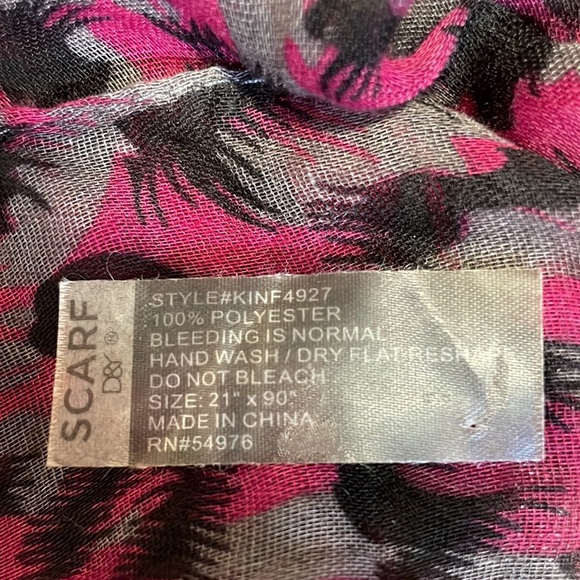 SCARF
D&Y ®
STYLE#KINF4927
100% POLYESTER
BLEEDING IS NORMAL
HAND WASH / DRY FLAT RESHAPE
DO NOT BLEACH
SIZE: 21" x 90"
MADE IN CHINA
RN#54976